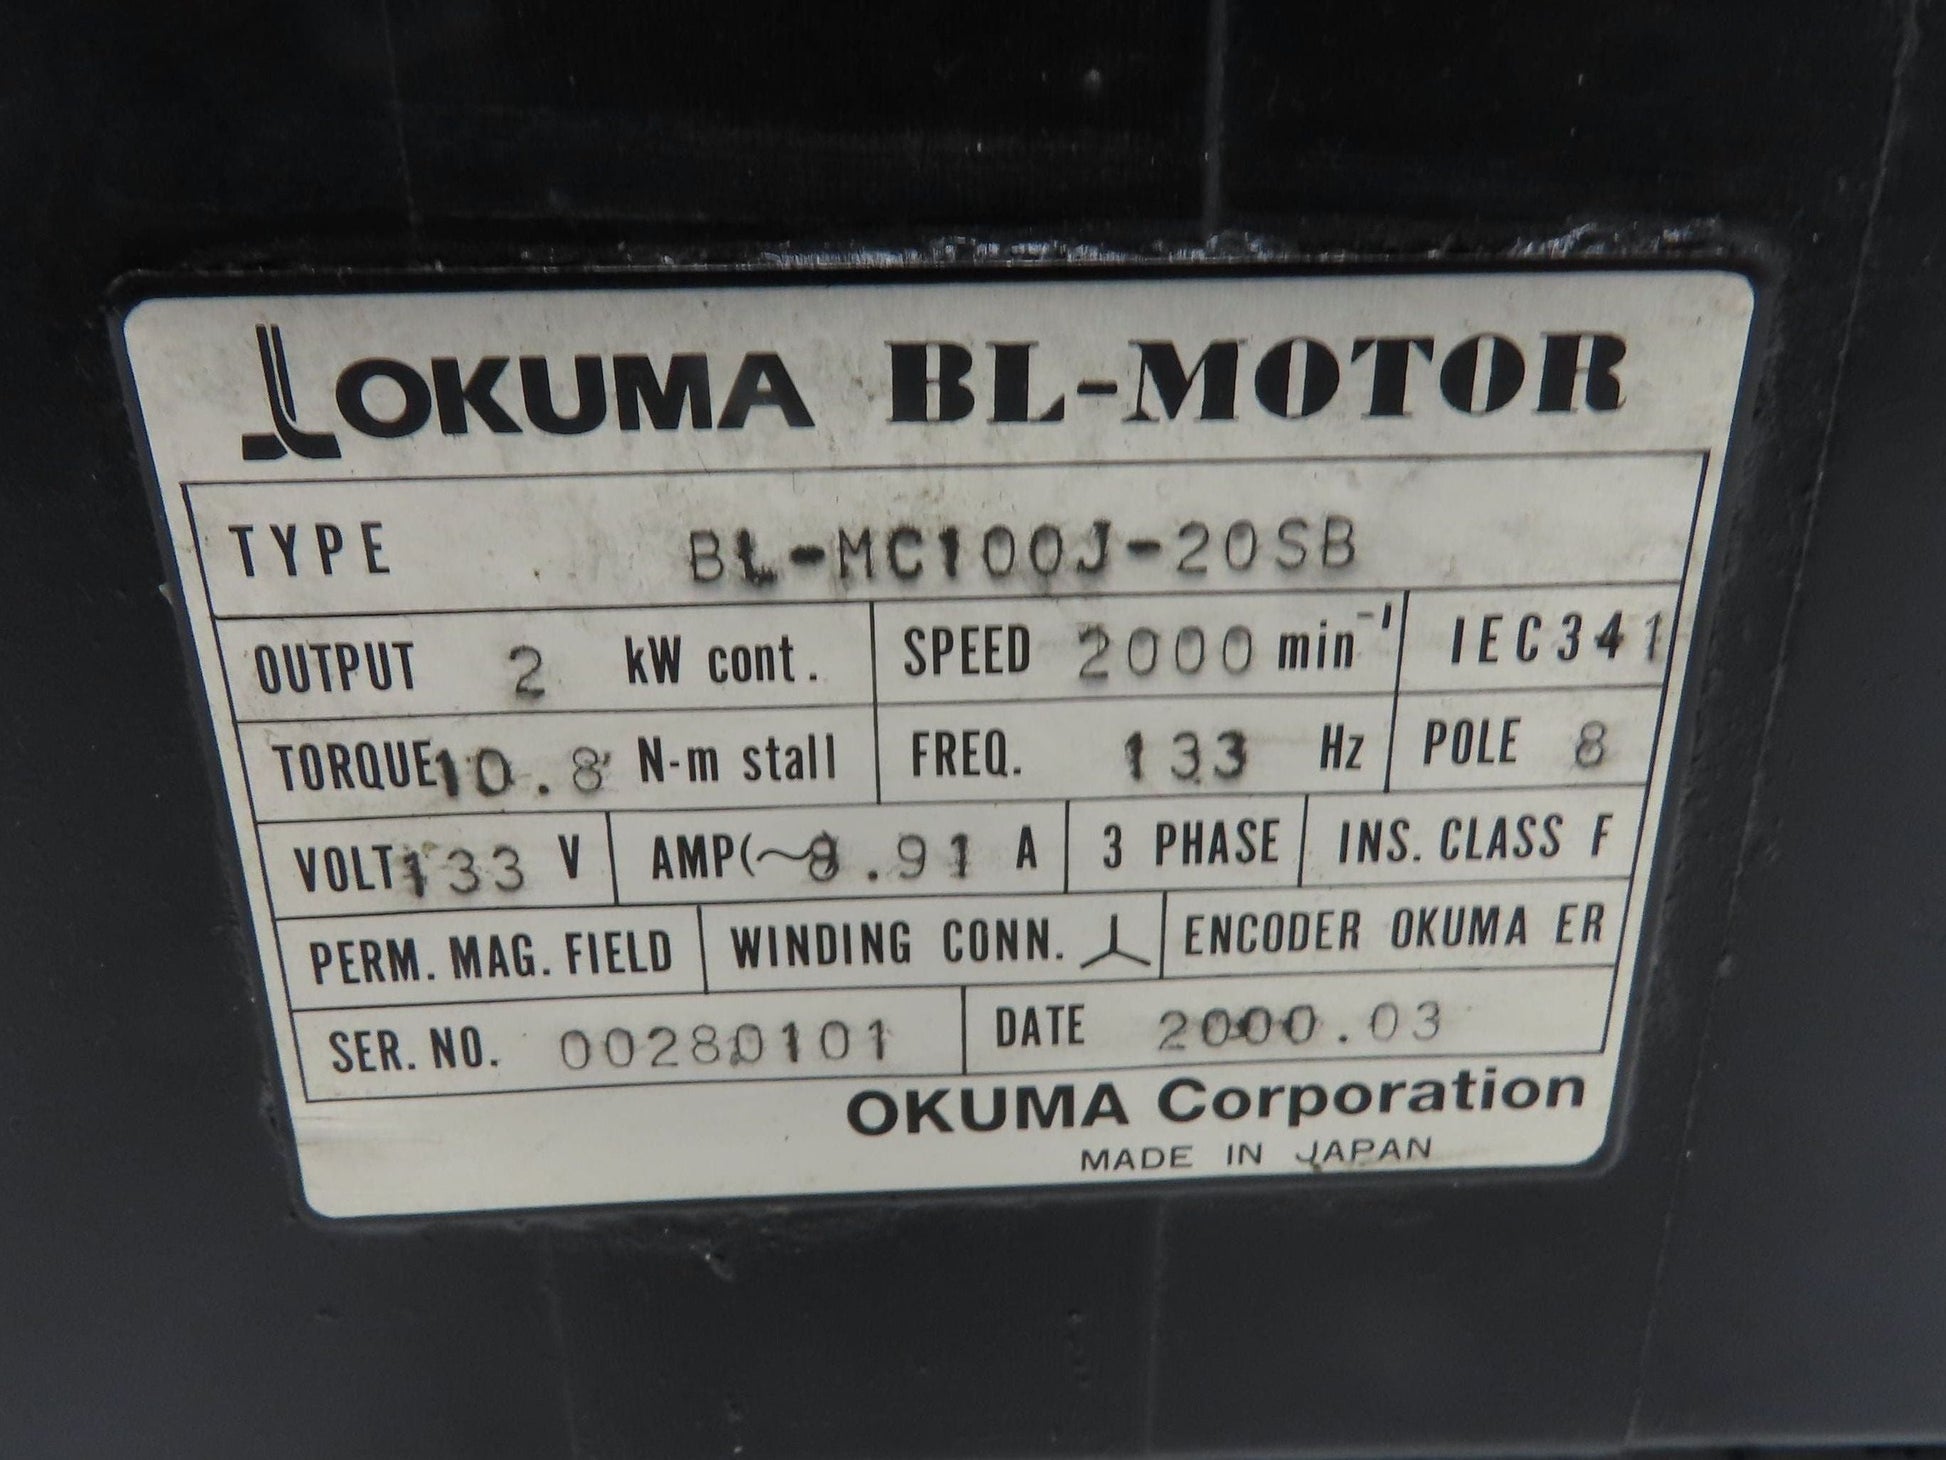 OKUMA BL-MOTOR
TYPE BL-MC100J-20SB
OUTPUT 2 kW cont. SPEED 2000 min⁻¹ IEC341
TORQUE 10.8 N-m stall FREQ. 133 Hz POLE 8
VOLT 133 V AMP(~) .91 A 3 PHASE INS. CLASS F
PERM. MAG. FIELD WINDING CONN. ENCODER OKUMA ER
SER. NO. 00280101 DATE 2000.03
OKUMA Corporation
MADE IN JAPAN